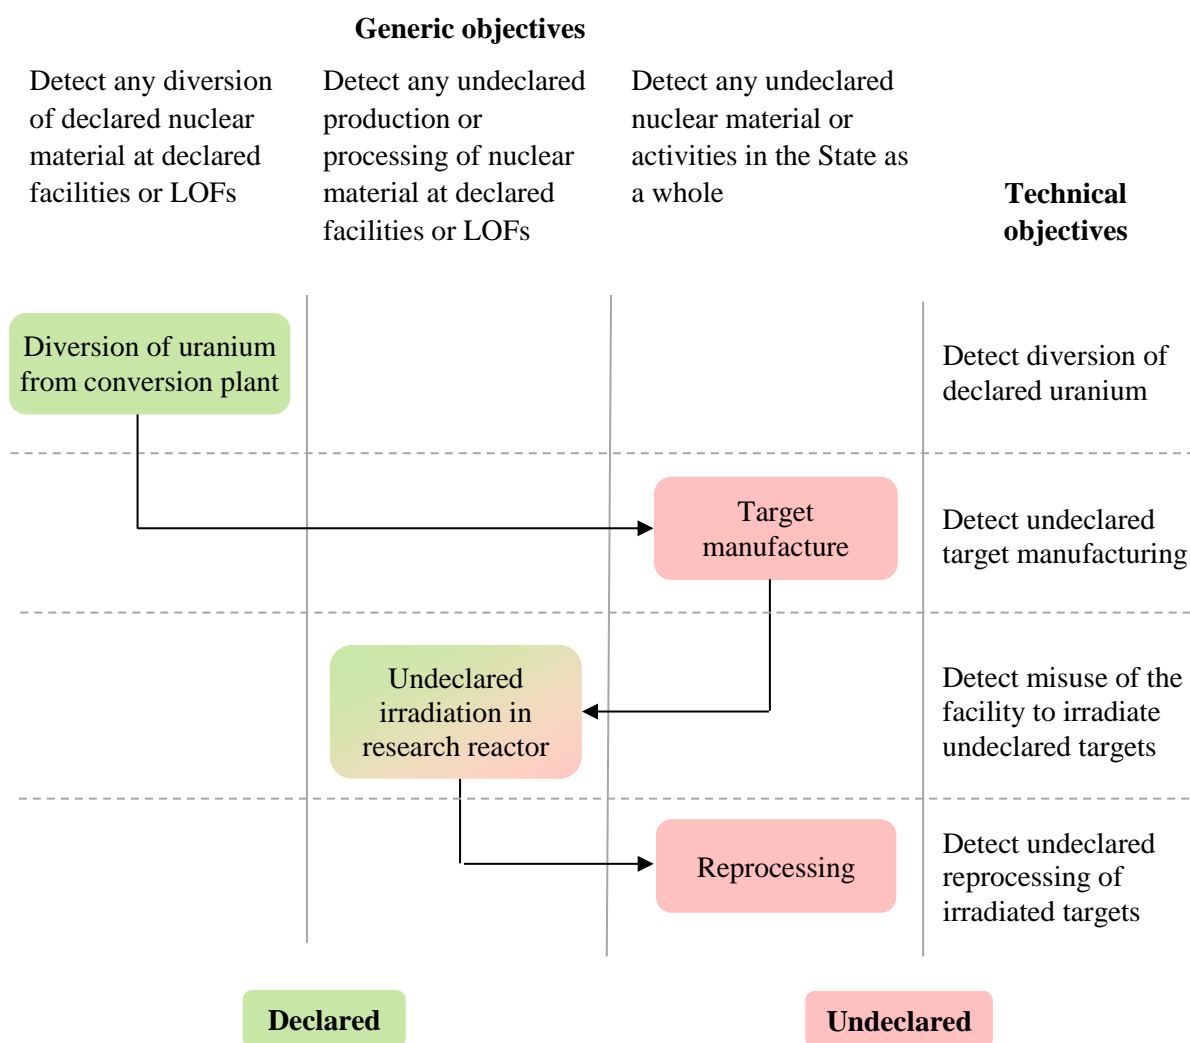 Generic objectives
Detect any diversion
of declared nuclear
material at declared
facilities or LOFs
Detect any undeclared
production or
processing of nuclear
material at declared
facilities or LOFs
Detect any undeclared
nuclear material or
activities in the State as
a whole
Technical
objectives
Diversion of uranium
from conversion plant
Detect diversion of
declared uranium
Target
manufacture
Detect undeclared
target manufacturing
Undeclared
irradiation in
research reactor
Detect misuse of the
facility to irradiate
undeclared targets
Reprocessing
Detect undeclared
reprocessing of
irradiated targets
Declared
Undeclared